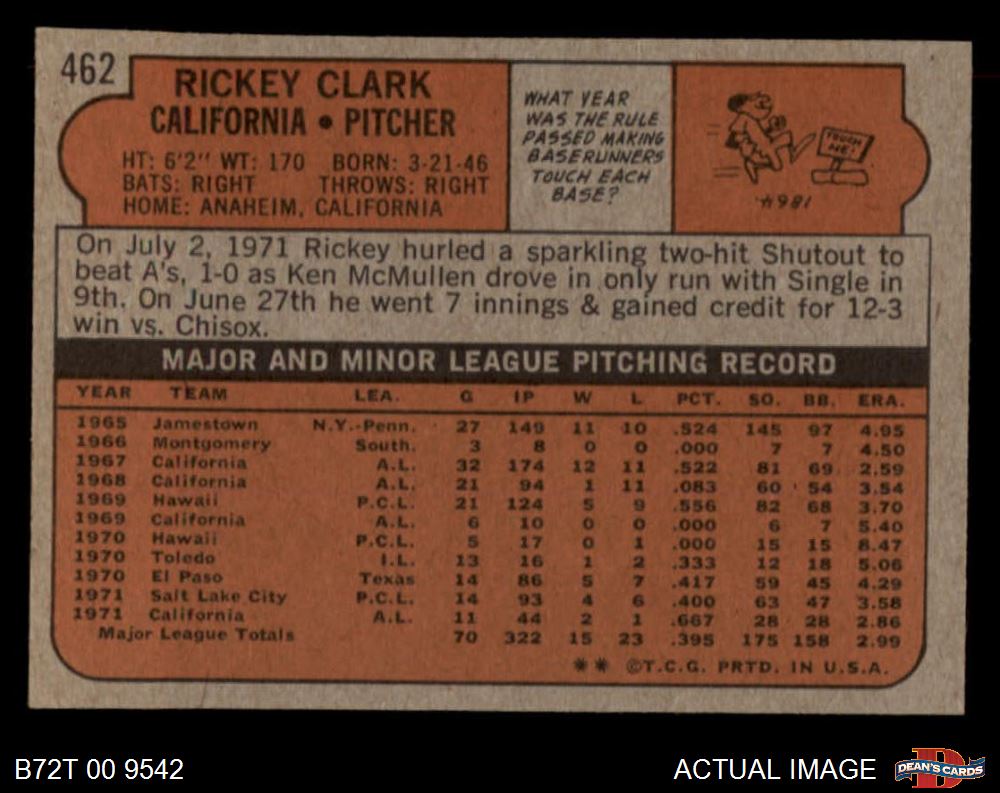 462
RICKEY CLARK
CALIFORNIA • PITCHER
HT: 6'2" WT: 170 BORN: 3-21-46
BATS: RIGHT THROWS: RIGHT
HOME: ANAHEIM, CALIFORNIA
WHAT YEAR
WAS THE RULE
PASSED MAKING
BASERUNNERS
TOUCH EACH
BASE?
TOUCH
ME!
A-1864
On July 2, 1971 Rickey hurled a sparkling two-hit Shutout to
beat A's, 1-0 as Ken McMullen drove in only run with Single in
9th. On June 27th he went 7 innings & gained credit for 12-3
win vs. Chisox.
MAJOR AND MINOR LEAGUE PITCHING RECORD
YEAR TEAM LEA. G IP W L PCT. SO. BB. ERA.
1965 Jamestown N.Y.-Penn. 27 149 11 10 .524 145 97 4.95
1966 Montgomery South. 3 8 0 0 .000 7 7 4.50
1967 California A.L. 32 174 12 11 .522 81 69 2.59
1968 California A.L. 21 94 1 11 .083 60 54 3.54
1969 Hawaii P.C.L. 21 124 5 9 .556 82 68 3.70
1969 California A.L. 6 10 0 0 .000 6 7 5.40
1970 Hawaii P.C.L. 5 17 0 1 .000 15 15 8.47
1970 Toledo I.L. 13 16 1 2 .333 12 18 5.06
1970 El Paso Texas 14 86 5 7 .417 59 45 4.29
1971 Salt Lake City P.C.L. 14 93 4 6 .400 63 47 3.58
1971 California A.L. 11 44 2 1 .667 28 28 2.86
Major League Totals 70 322 15 23 .395 175 158 2.99
** ©T.C.G. PRTD. IN U.S.A.
B72T 00 9542
ACTUAL IMAGE
DEAN'S CARDS